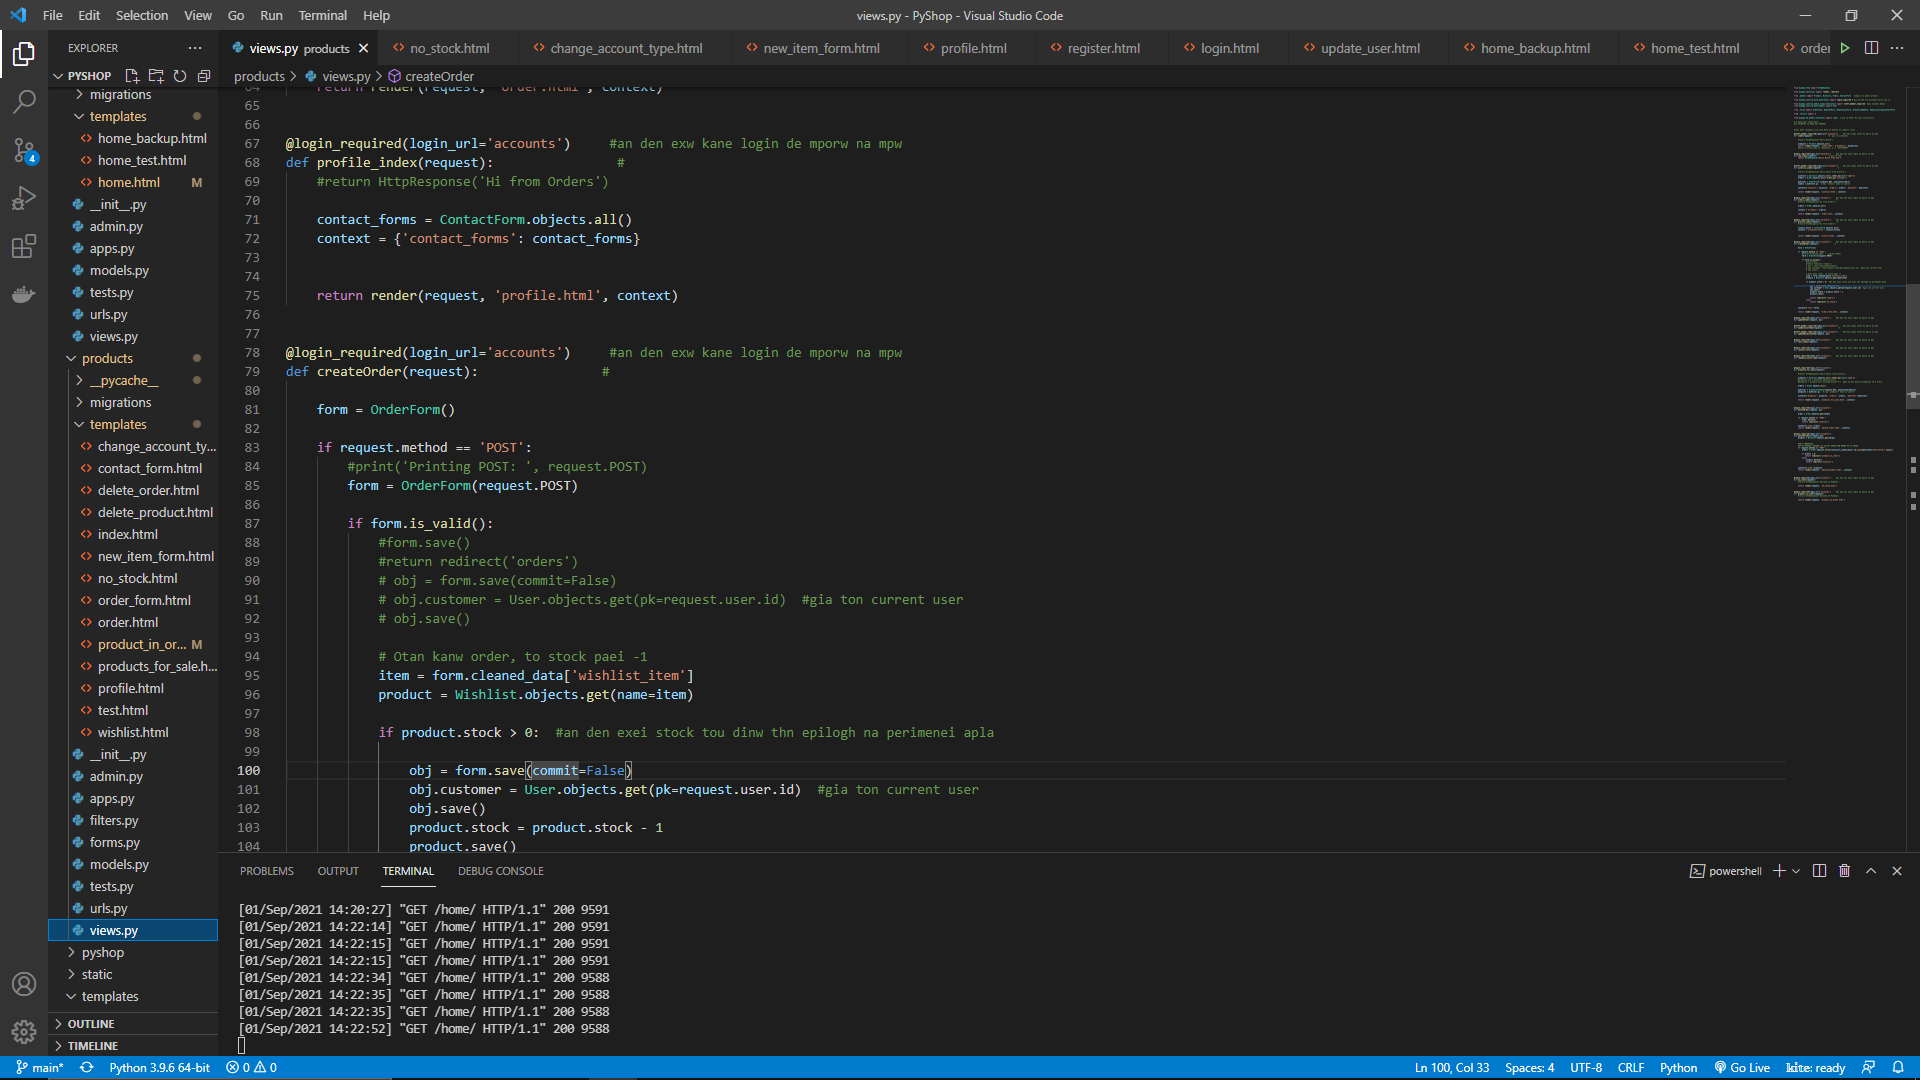 File Edit Selection View Go Run Terminal Help
views.py - PyShop - Visual Studio Code
EXPLORER
views.py products
no_stock.html
change_account_type.html
new_item_form.html
profile.html
register.html
login.html
update_user.html
home_backup.html
home_test.html
order
PYSHOP
products > views.py > createOrder
migrations
templates
home_backup.html
home_test.html
home.html M
__init__.py
admin.py
apps.py
models.py
tests.py
urls.py
views.py
products
__pycache__
migrations
templates
change_account_ty...
contact_form.html
delete_order.html
delete_product.html
index.html
new_item_form.html
no_stock.html
order_form.html
order.html
product_in_or... M
products_for_sale.h...
profile.html
test.html
wishlist.html
__init__.py
admin.py
apps.py
filters.py
forms.py
models.py
tests.py
urls.py
views.py
pyshop
static
templates
OUTLINE
TIMELINE
4
64 return render(request, 'order.html', context)
65
66
67 @login_required(login_url='accounts') #an den exw kane login de mporw na mpw
68 def profile_index(request): #
69 #return HttpResponse('Hi from Orders')
70
71 contact_forms = ContactForm.objects.all()
72 context = {'contact_forms': contact_forms}
73
74
75 return render(request, 'profile.html', context)
76
77
78 @login_required(login_url='accounts') #an den exw kane login de mporw na mpw
79 def createOrder(request): #
80
81 form = OrderForm()
82
83 if request.method == 'POST':
84 #print('Printing POST: ', request.POST)
85 form = OrderForm(request.POST)
86
87 if form.is_valid():
88 #form.save()
89 #return redirect('orders')
90 # obj = form.save(commit=False)
91 # obj.customer = User.objects.get(pk=request.user.id) #gia ton current user
92 # obj.save()
93
94 # Otan kanw order, to stock paei -1
95 item = form.cleaned_data['wishlist_item']
96 product = Wishlist.objects.get(name=item)
97
98 if product.stock > 0: #an den exei stock tou dinw thn epilogh na perimenei apla
99
100 obj = form.save(commit=False)
101 obj.customer = User.objects.get(pk=request.user.id) #gia ton current user
102 obj.save()
103 product.stock = product.stock - 1
104 product.save()
PROBLEMS OUTPUT TERMINAL DEBUG CONSOLE
powershell
[01/Sep/2021 14:20:27] "GET /home/ HTTP/1.1" 200 9591
[01/Sep/2021 14:22:14] "GET /home/ HTTP/1.1" 200 9591
[01/Sep/2021 14:22:15] "GET /home/ HTTP/1.1" 200 9591
[01/Sep/2021 14:22:15] "GET /home/ HTTP/1.1" 200 9591
[01/Sep/2021 14:22:34] "GET /home/ HTTP/1.1" 200 9588
[01/Sep/2021 14:22:35] "GET /home/ HTTP/1.1" 200 9588
[01/Sep/2021 14:22:35] "GET /home/ HTTP/1.1" 200 9588
[01/Sep/2021 14:22:52] "GET /home/ HTTP/1.1" 200 9588
main* Python 3.9.6 64-bit 0 0
Ln 100, Col 33 Spaces: 4 UTF-8 CRLF Python Go Live kite: ready